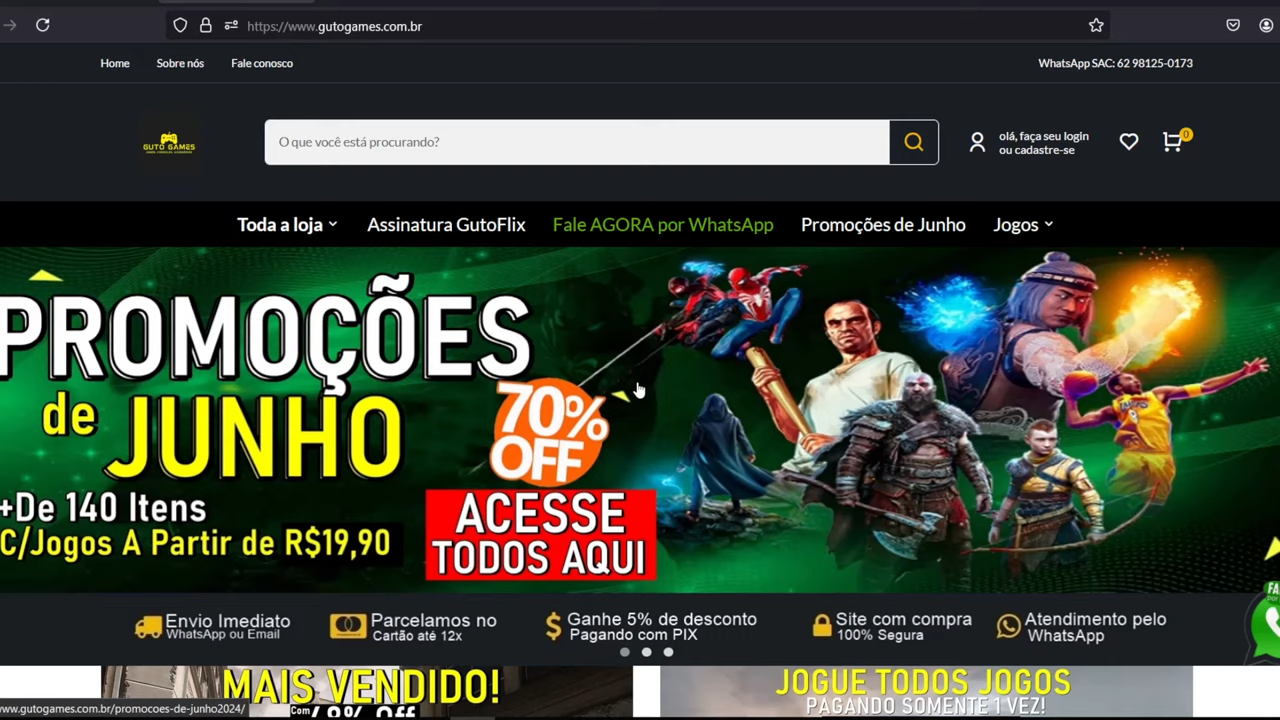 https://www.gutogames.com.br
Home
Sobre nós
Fale conosco
WhatsApp SAC: 62 98125-0173
GUTO GAMES
O que você está procurando?
olá, faça seu login
ou cadastre-se
0
Toda a loja
Assinatura GutoFlix
Fale AGORA por WhatsApp
Promoções de Junho
Jogos
PROMOÇÕES
de JUNHO
70%
OFF
+De 140 Itens
C/Jogos A Partir de R$19,90
ACESSE
TODOS AQUI
LAKERS
FA
Envio Imediato
WhatsApp ou Email
Parcelamos no
Cartão até 12x
Ganhe 5% de desconto
Pagando com PIX
Site com compra
100% Segura
Atendimento pelo
WhatsApp
MAIS VENDIDO!
Com
JOGUE TODOS JOGOS
PAGANDO SOMENTE 1 VEZ!
www.gutogames.com.br/promocoes-de-junho2024/